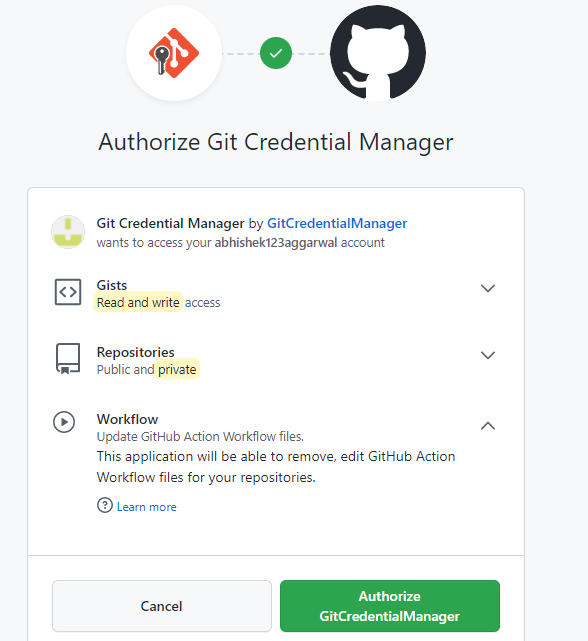 Authorize Git Credential Manager
Git Credential Manager by GitCredentialManager
wants to access your abhishek123aggarwal account
Gists
Read and write access
Repositories
Public and private
Workflow
Update GitHub Action Workflow files.
This application will be able to remove, edit GitHub Action
Workflow files for your repositories.
Learn more
Cancel
Authorize
GitCredentialManager